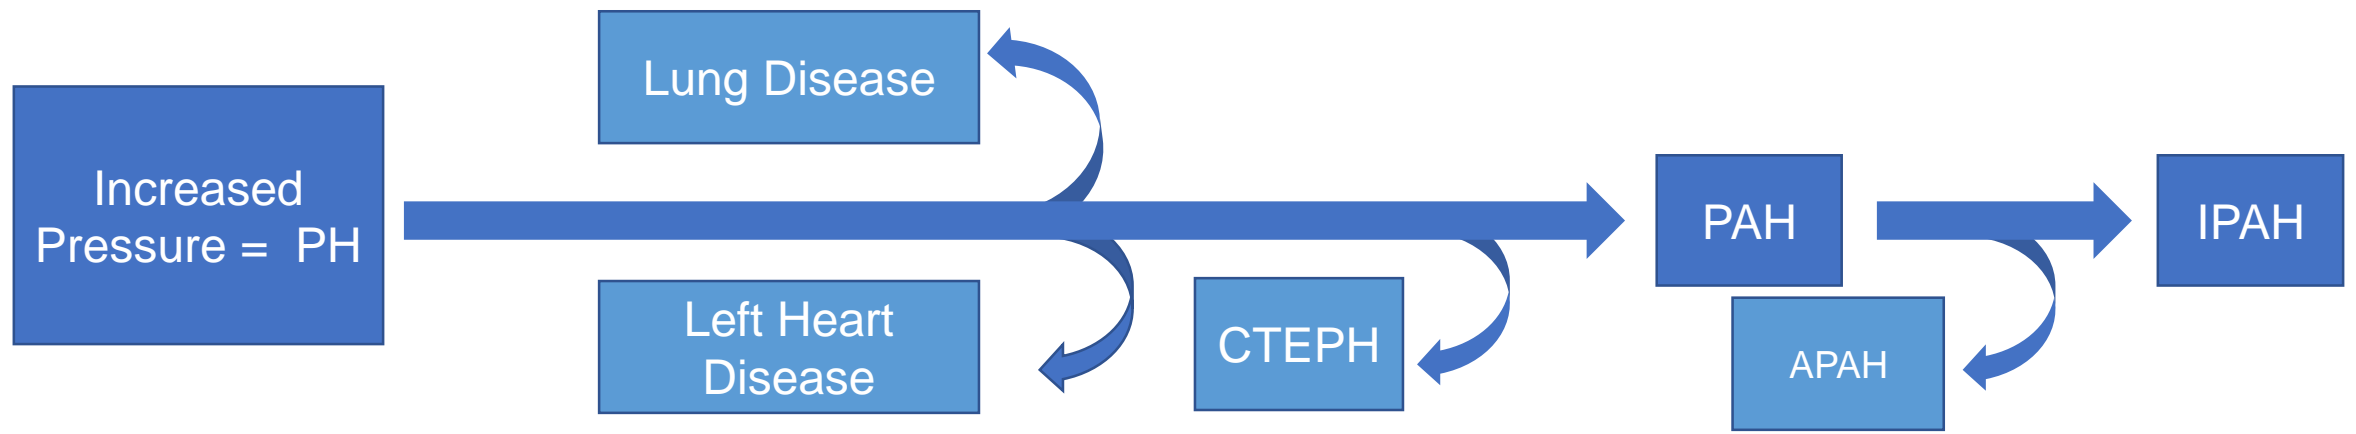 Increased
Pressure =  PH
Lung Disease
Left Heart
Disease
CTEPH
PAH
APAH
IPAH